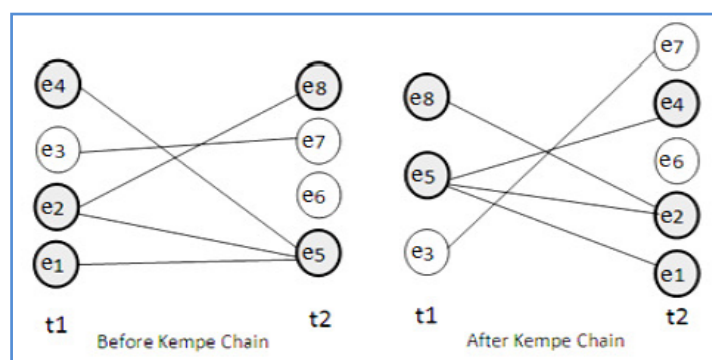 e4
e3
e2
e1
t1
e8
e7
e6
e5
t2
Before Kempe Chain
e8
e5
e3
t1
e7
e4
e6
e2
e1
t2
After Kempe Chain